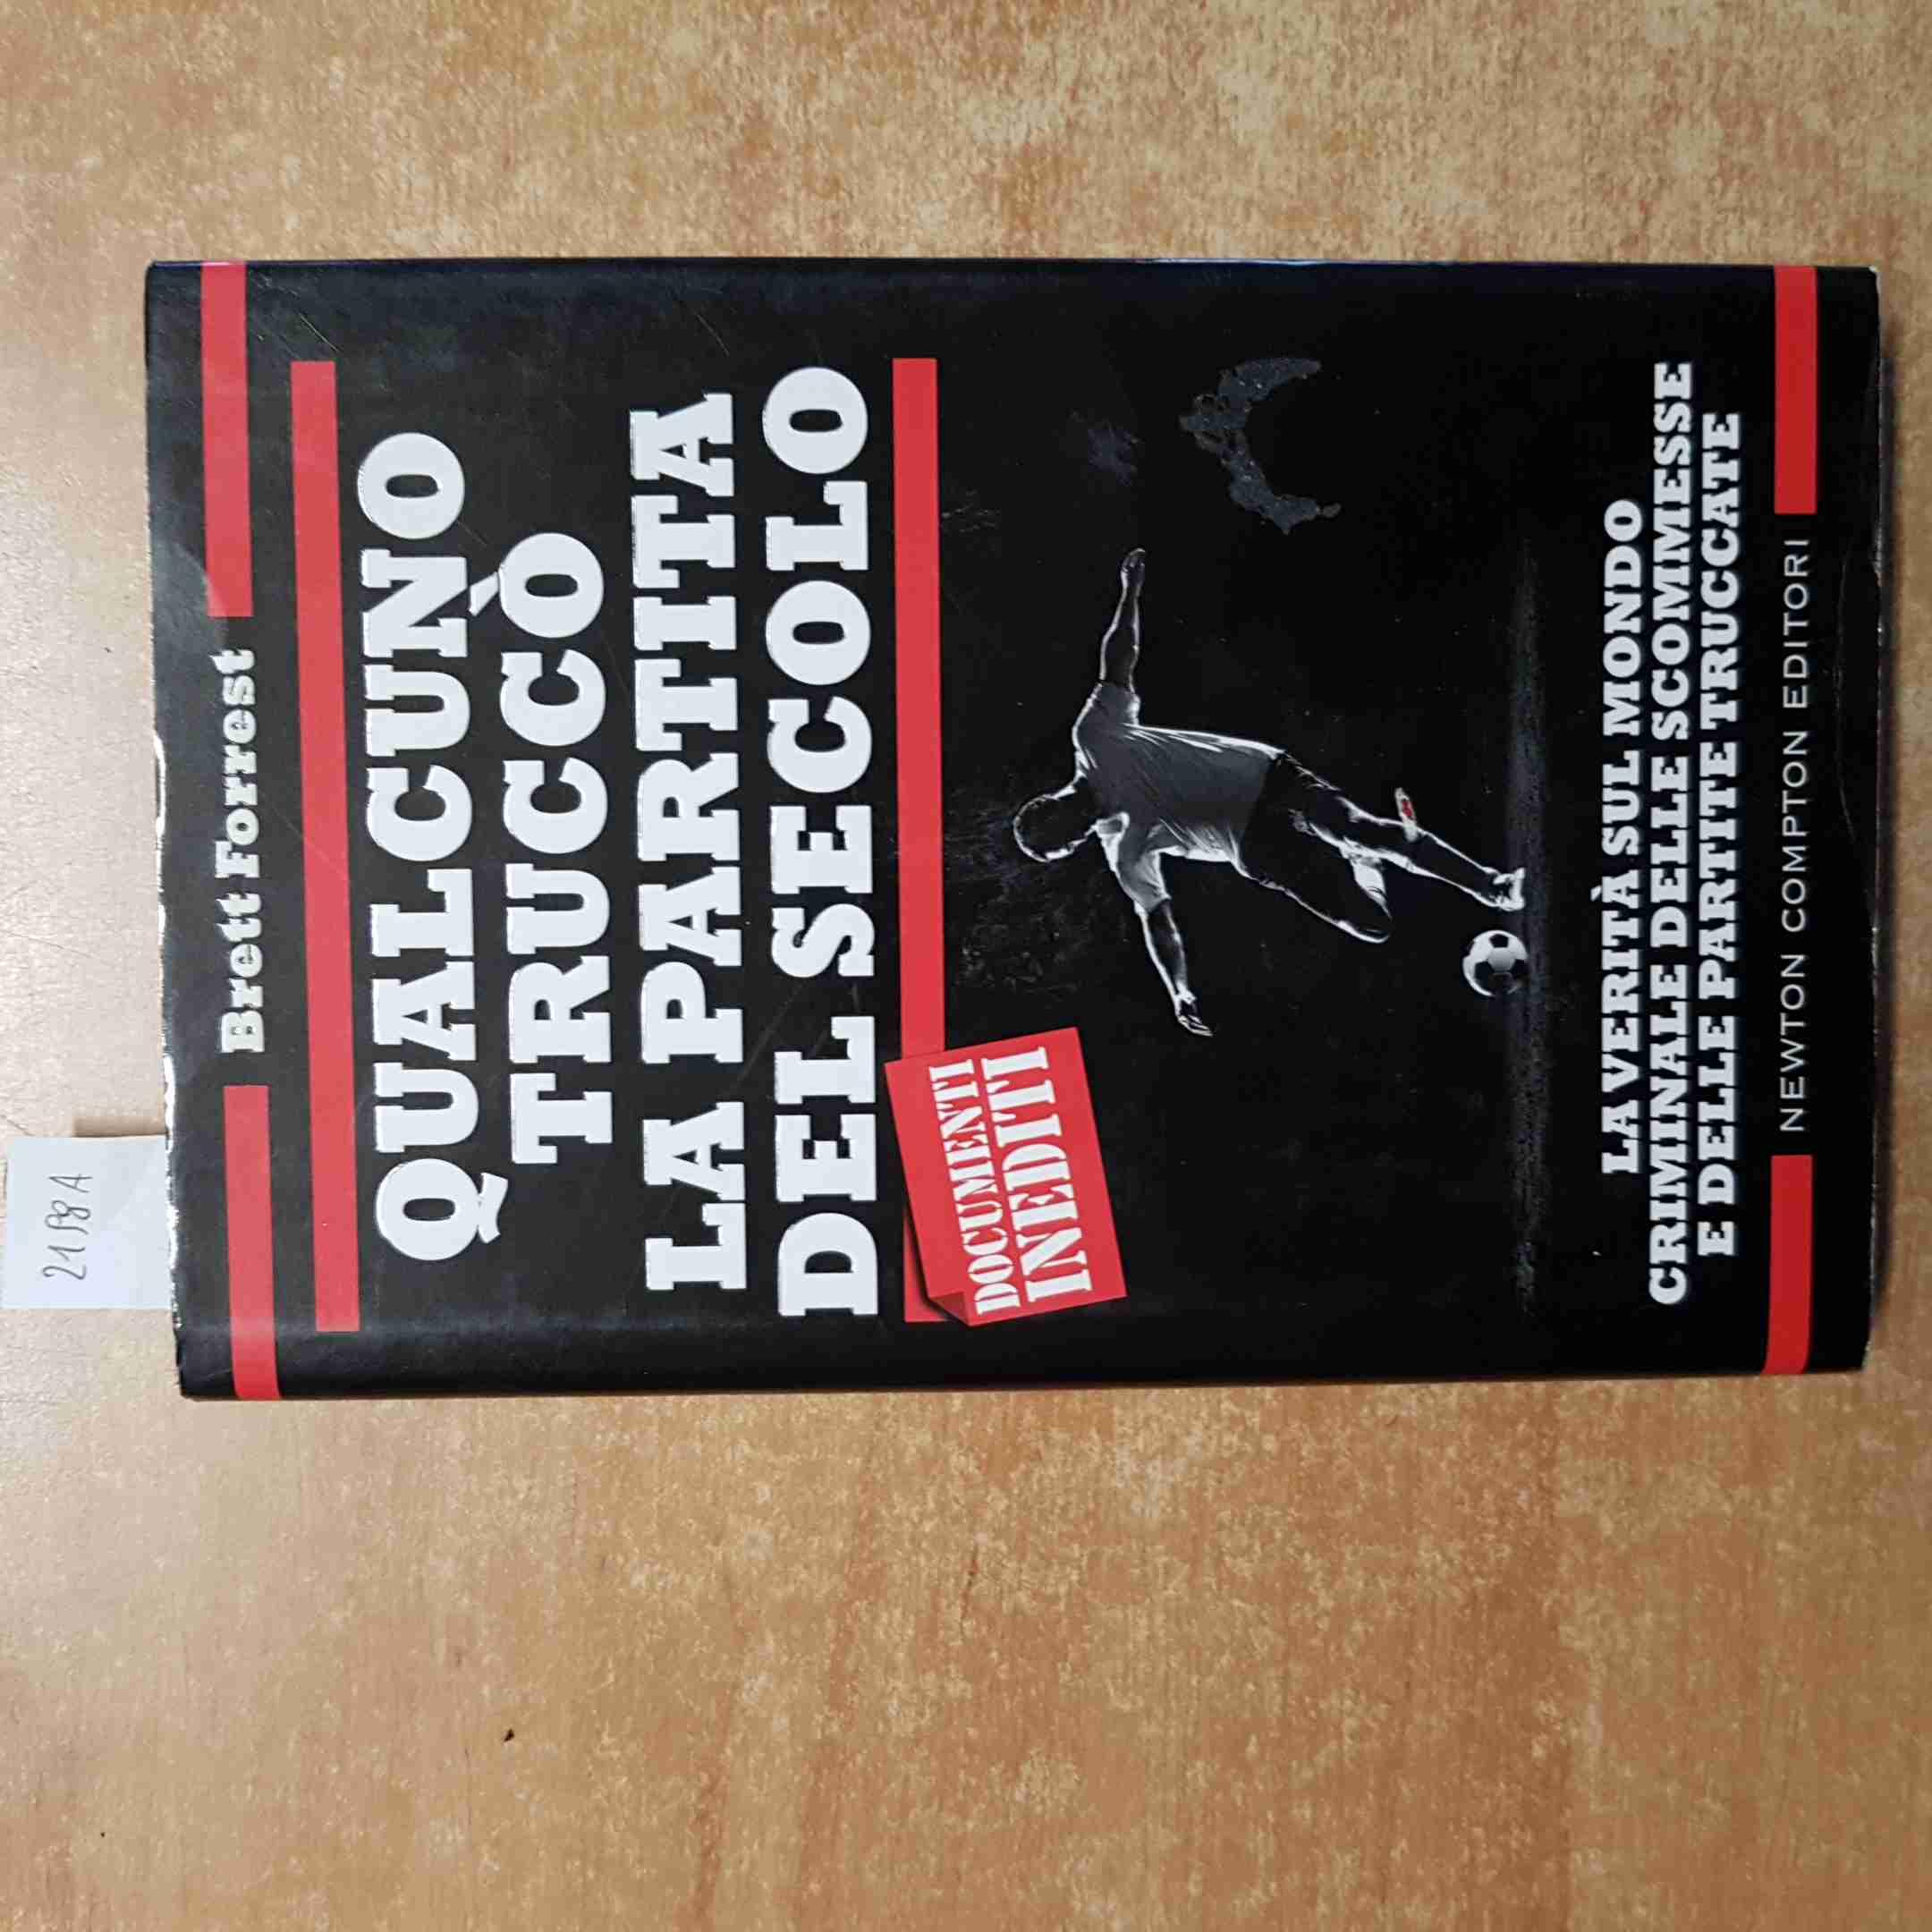 Brett Forrest
QUALCUNO
TRUCCÒ
LA PARTITA
DEL SECOLO
DOCUMENTI
INEDITI
LA VERITÀ SUL MONDO
CRIMINALE DELLE SCOMMESSE
E DELLE PARTITE TRUCCATE
NEWTON COMPTON EDITORI